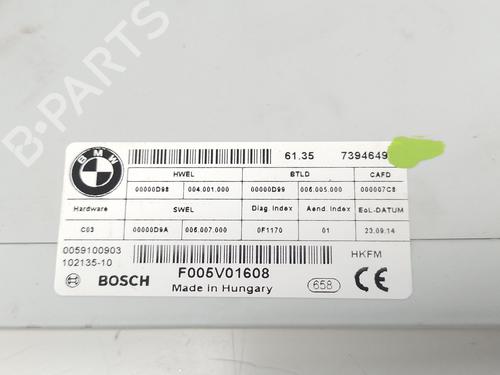 B-PARTS
BMW
61.35 7394649
HWEL BTLD CAFD
00000D98 004.001.000 00000D99 005.005.000 000007C8
Hardware SWEL Diag. Index Aend. Index EoL-DATUM
C03 00000D9A 005.007.000 0F1170 01 23.09.14
0059100903
102135-10
HKFM
BOSCH
F005V01608
Made in Hungary
658
CE